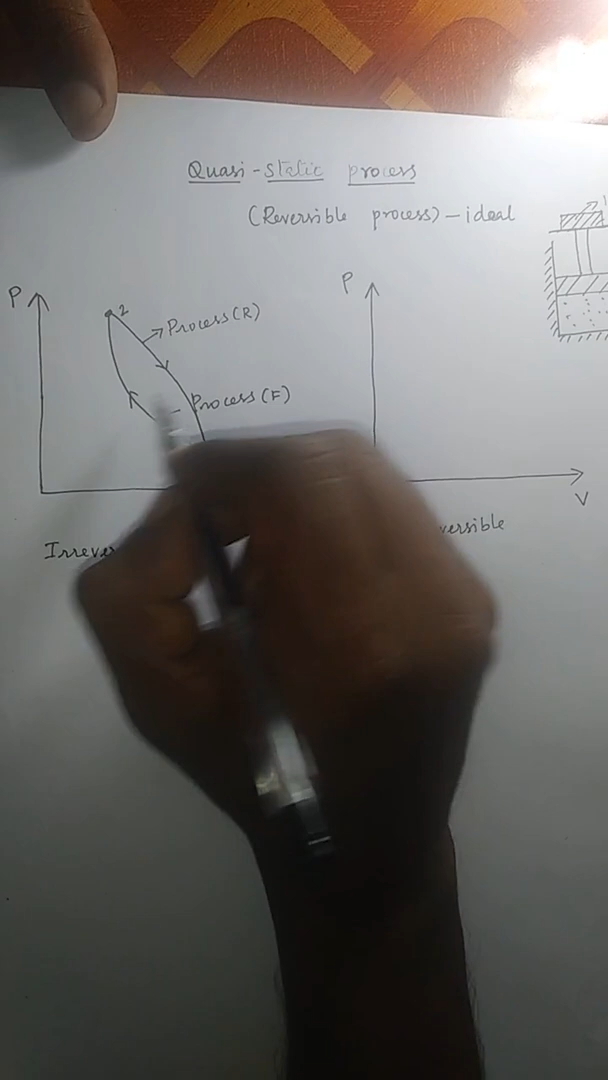 Quasi-static process
(Reversible process) - ideal
P
2
Process (R)
Process (F)
P
V